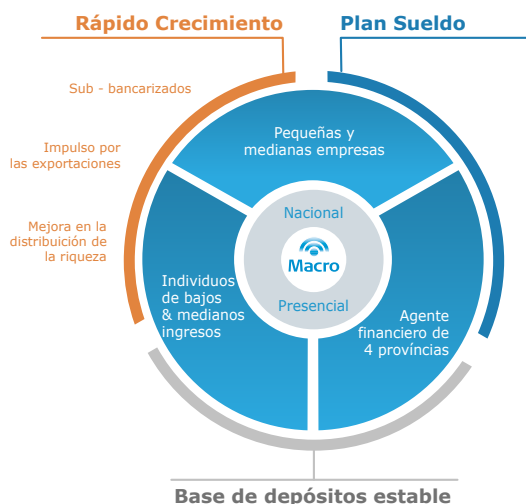 Rápido Crecimiento
Plan Sueldo
Sub - bancarizados
Impulso por
las exportaciones
Mejora en la
distribuición de
la riqueza
Pequeñas y
medianas empresas
Nacional
Macro
Presencial
Individuos
de bajos
& medianos
ingresos
Agente
financiero de
4 províncias
Base de depósitos estable